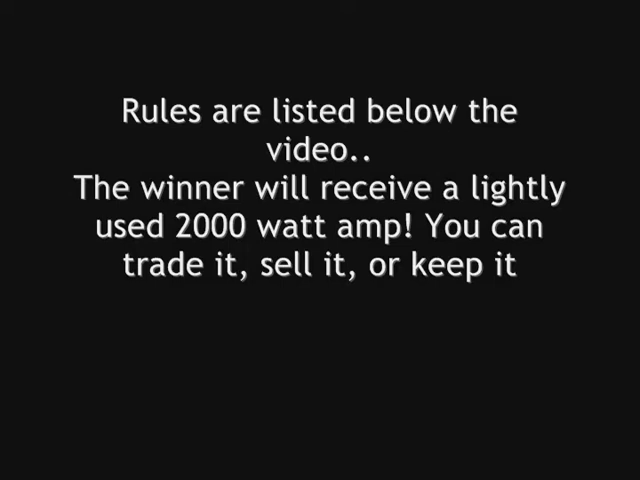 Rules are listed below the
video..
The winner will receive a lightly
used 2000 watt amp! You can
trade it, sell it, or keep it